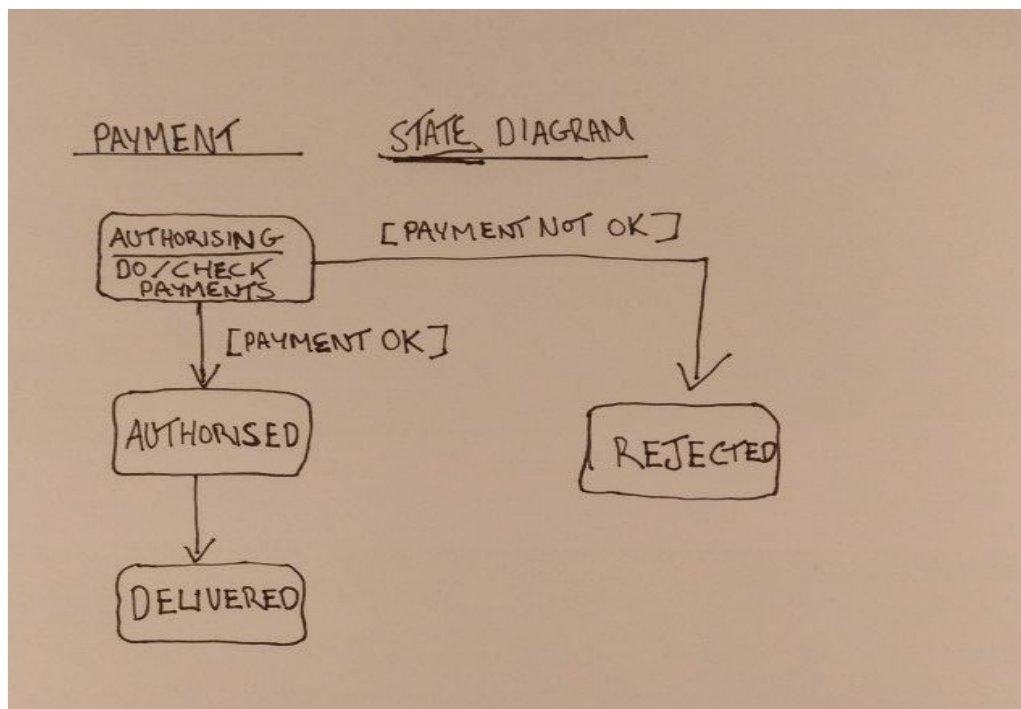 PAYMENT STATE DIAGRAM
AUTHORISING
DO/CHECK
PAYMENTS
[PAYMENT NOT OK]
[PAYMENT OK]
AUTHORISED
REJECTED
DELIVERED